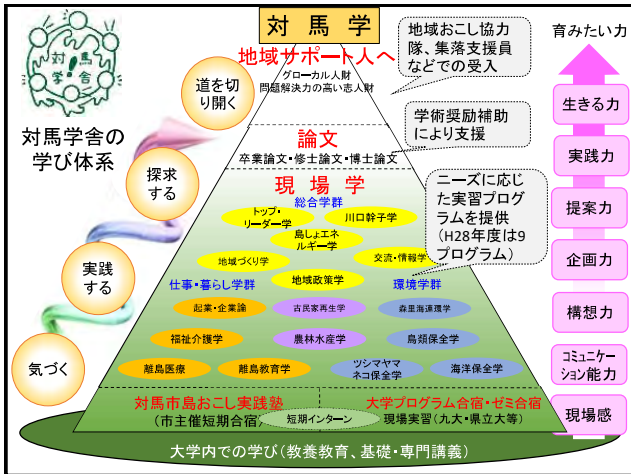 対馬学
対馬
学舎
対馬学舎の
学び体系
地域サポート人へ
グローカル人財
問題解決力の高い志人財
地域おこし協力
隊、集落支援員
などでの受入
育みたい力
道を切
り開く
論文
卒業論文・修士論文・博士論文
学術奨励補助
により支援
探求
する
現場学
総合学群
トップ・
リーダー学
川口幹子学
島しょエネ
ルギー学
地域づくり学
交流・情報学
地域政策学
ニーズに応じ
た実習プログ
ラムを提供
(H28年度は9
プログラム)
実践
する
仕事・暮らし学群
環境学群
起業・企業論
古民家再生学
森里海連環学
福祉介護学
農林水産学
鳥類保全学
離島医療
離島教育学
ツシマヤマ
ネコ保全学
海洋保全学
気づく
対馬市島おこし実践塾
(市主催短期合宿)
短期インターン
大学プログラム合宿・ゼミ合宿
現場実習(九大・県立大等)
大学内での学び(教養教育、基礎・専門講義)
生きる力
実践力
提案力
企画力
構想力
コミュニケー
ション能力
現場感